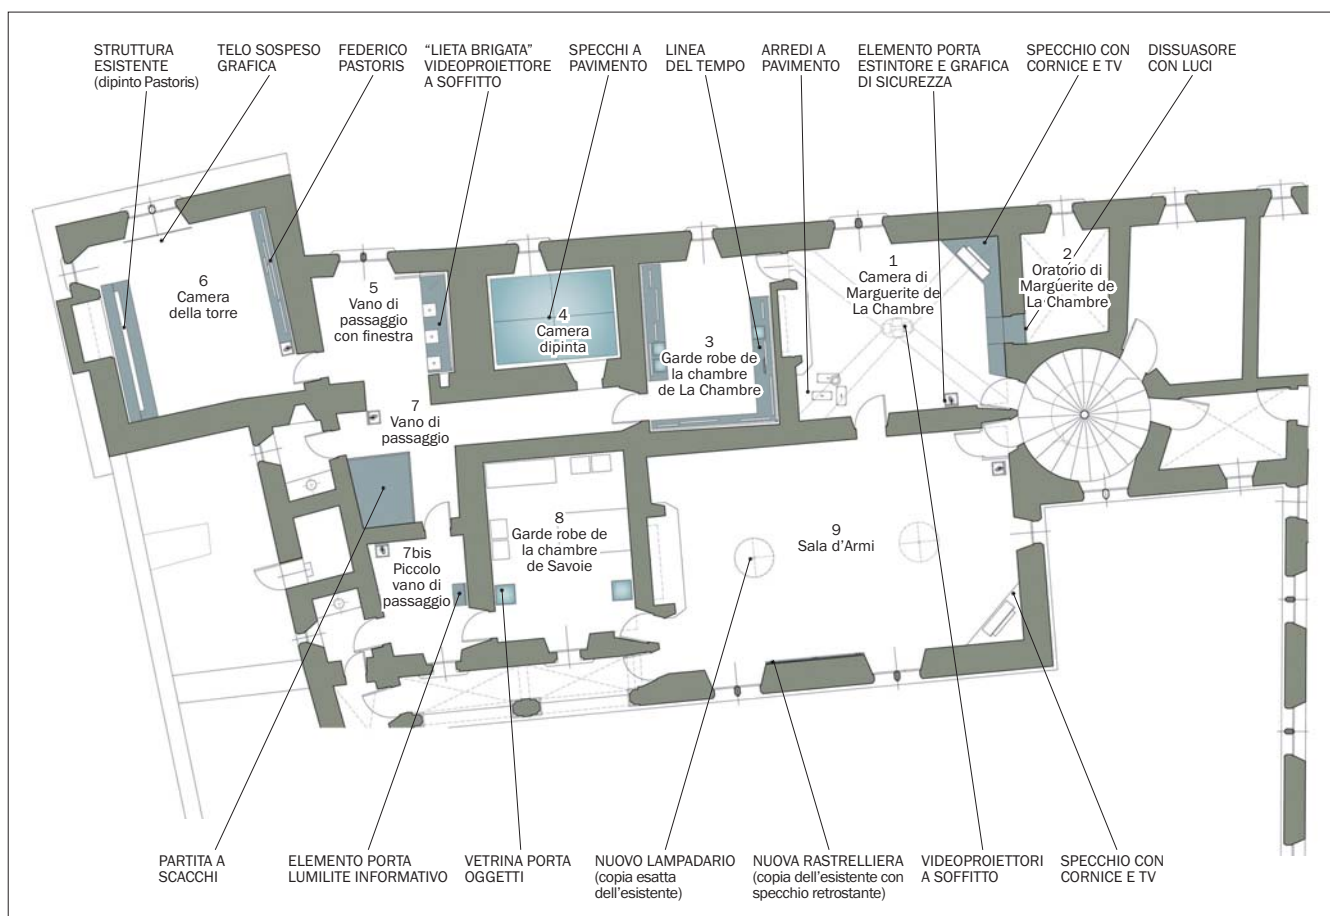 STRUTTURA
ESISTENTE
(dipinto Pastoris)
TELO SOSPESO
GRAFICA
FEDERICO
PASTORIS
“LIETA BRIGATA”
VIDEOPROIETTORE
A SOFFITTO
SPECCHI A
PAVIMENTO
LINEA
DEL TEMPO
ARREDI A
PAVIMENTO
ELEMENTO PORTA
ESTINTORE E GRAFICA
DI SICUREZZA
SPECCHIO CON
CORNICE E TV
DISSUASORE
CON LUCI
6
Camera
della torre
5
Vano di
passaggio
con finestra
4
Camera
dipinta
3
Garde robe de
la chambre
de La Chambre
1
Camera di
Marguerite de
La Chambre
2
Oratorio di
Marguerite de
La Chambre
7
Vano di
passaggio
7bis
Piccolo
vano di
passaggio
8
Garde robe de
la chambre
de Savoie
9
Sala d’Armi
PARTITA A
SCACCHI
ELEMENTO PORTA
LUMILITE INFORMATIVO
VETRINA PORTA
OGGETTI
NUOVO LAMPADARIO
(copia esatta
dell’esistente)
NUOVA RASTRELLIERA
(copia dell’esistente con
specchio retrostante)
VIDEOPROIETTORI
A SOFFITTO
SPECCHIO CON
CORNICE E TV